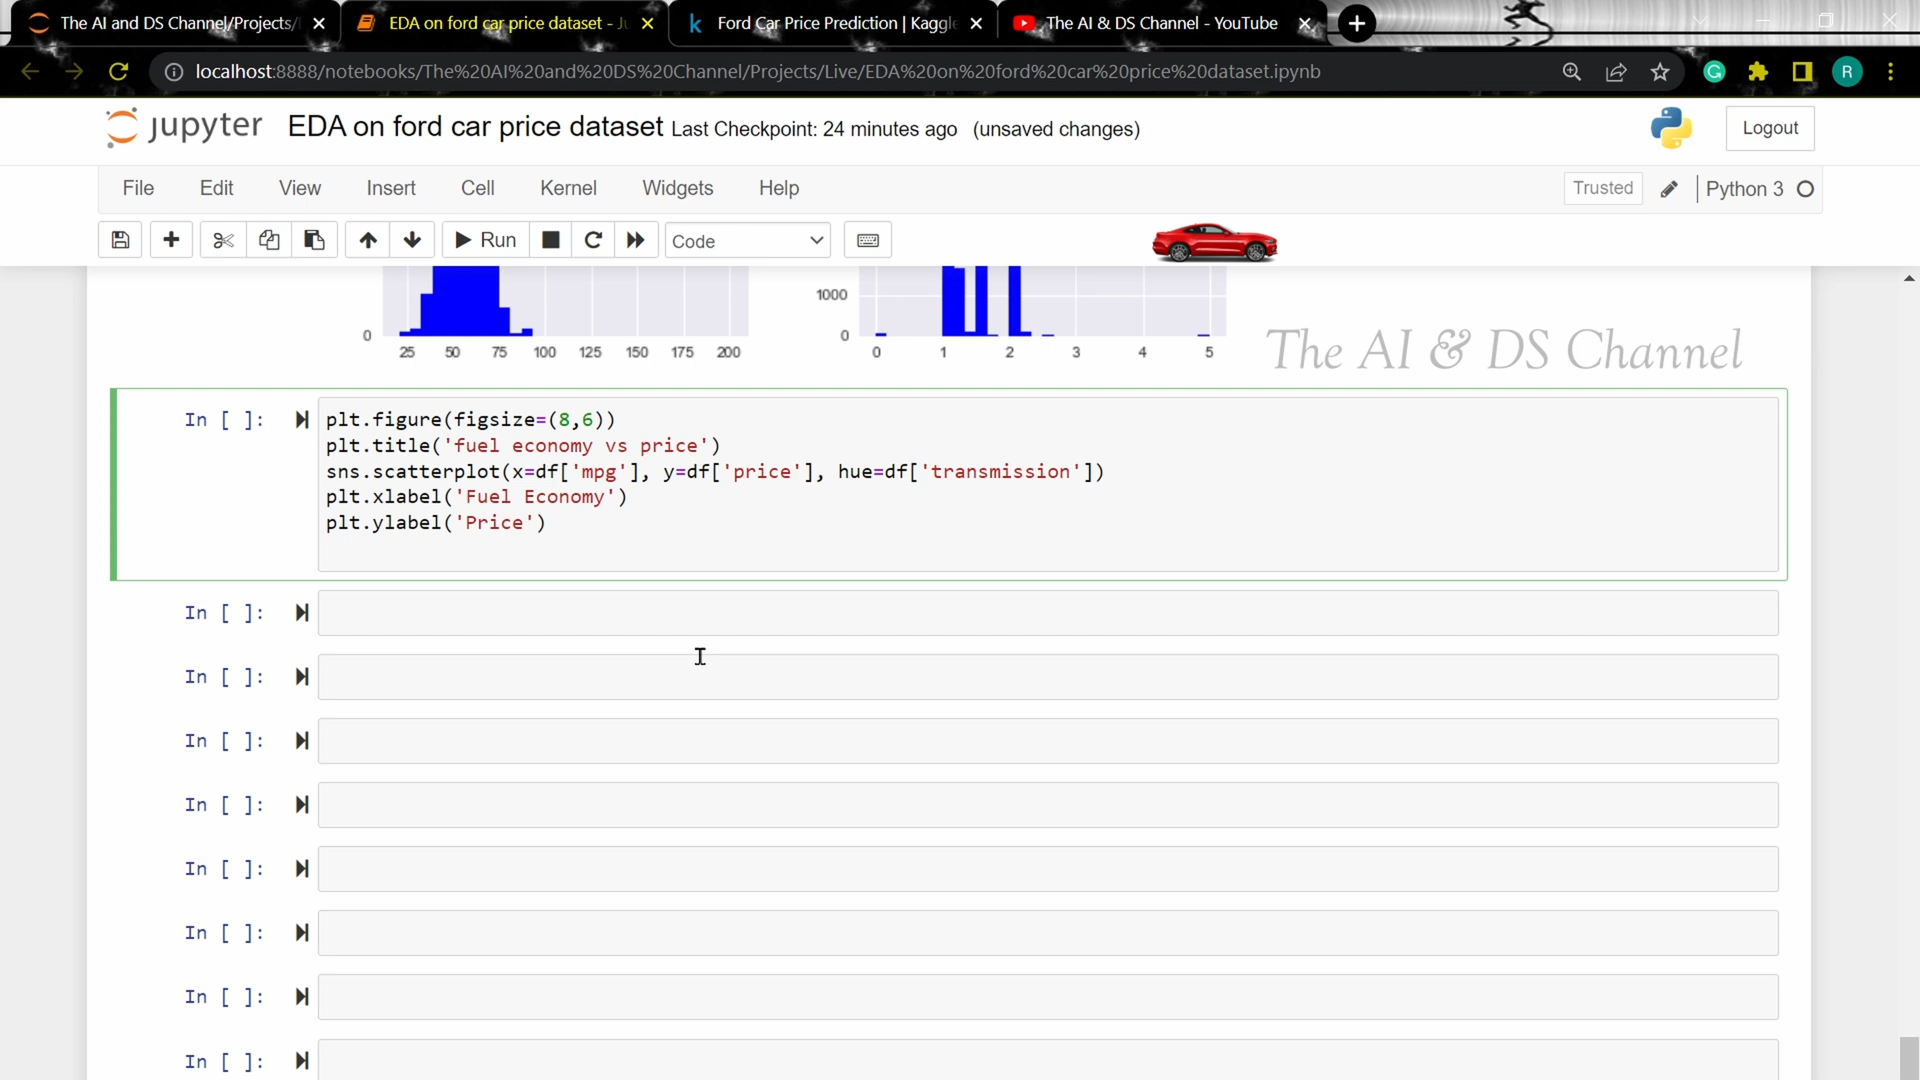 The AI and DS Channel/Projects/
EDA on ford car price dataset - Ju
Ford Car Price Prediction | Kaggle
The AI & DS Channel - YouTube
localhost:8888/notebooks/The%20AI%20and%20DS%20Channel/Projects/Live/EDA%20on%20ford%20car%20price%20dataset.ipynb
R
jupyter EDA on ford car price dataset Last Checkpoint: 24 minutes ago (unsaved changes)
Logout
File Edit View Insert Cell Kernel Widgets Help
Trusted Python 3
Run Code
1000
0 0
25 50 75 100 125 150 175 200
0 1 2 3 4 5
The AI & DS Channel
In [ ]:
plt.figure(figsize=(8,6))
plt.title('fuel economy vs price')
sns.scatterplot(x=df['mpg'], y=df['price'], hue=df['transmission'])
plt.xlabel('Fuel Economy')
plt.ylabel('Price')
In [ ]:
In [ ]:
In [ ]:
In [ ]:
In [ ]:
In [ ]:
In [ ]:
In [ ]: